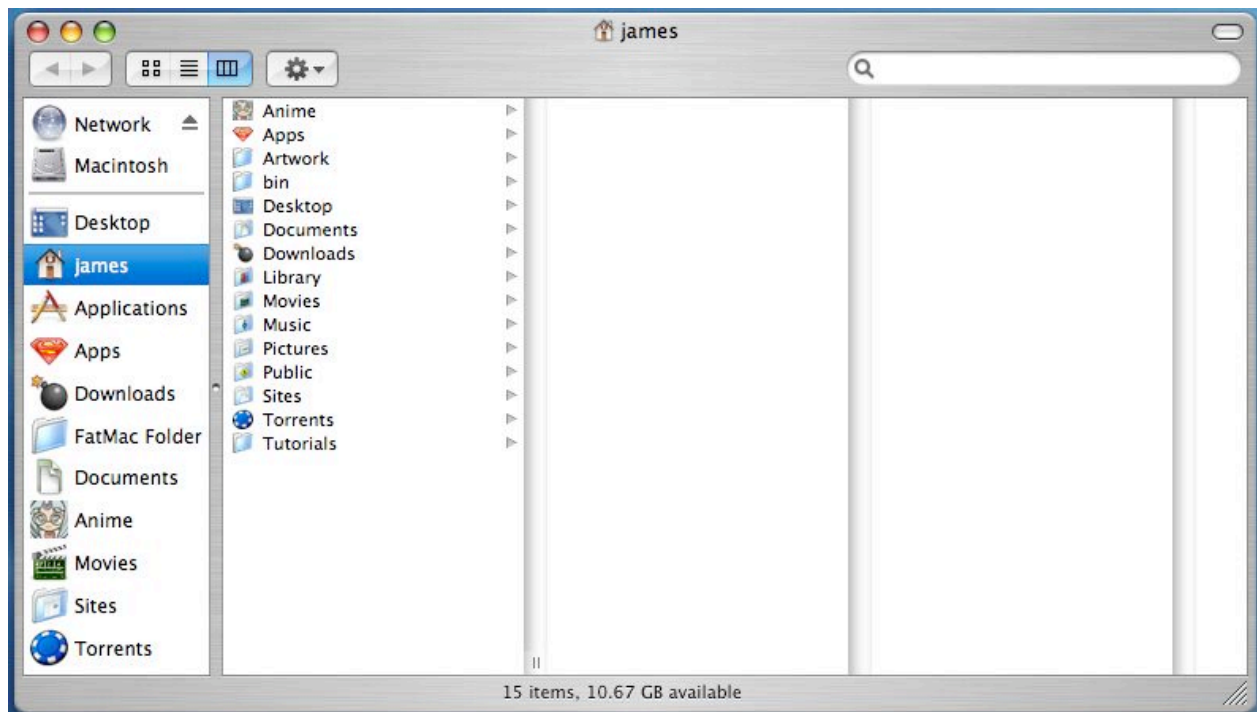 james
Network
Macintosh
Desktop
james
Applications
Apps
Downloads
FatMac Folder
Documents
Anime
Movies
Sites
Torrents
Anime
Apps
Artwork
bin
Desktop
Documents
Downloads
Library
Movies
Music
Pictures
Public
Sites
Torrents
Tutorials
15 items, 10.67 GB available